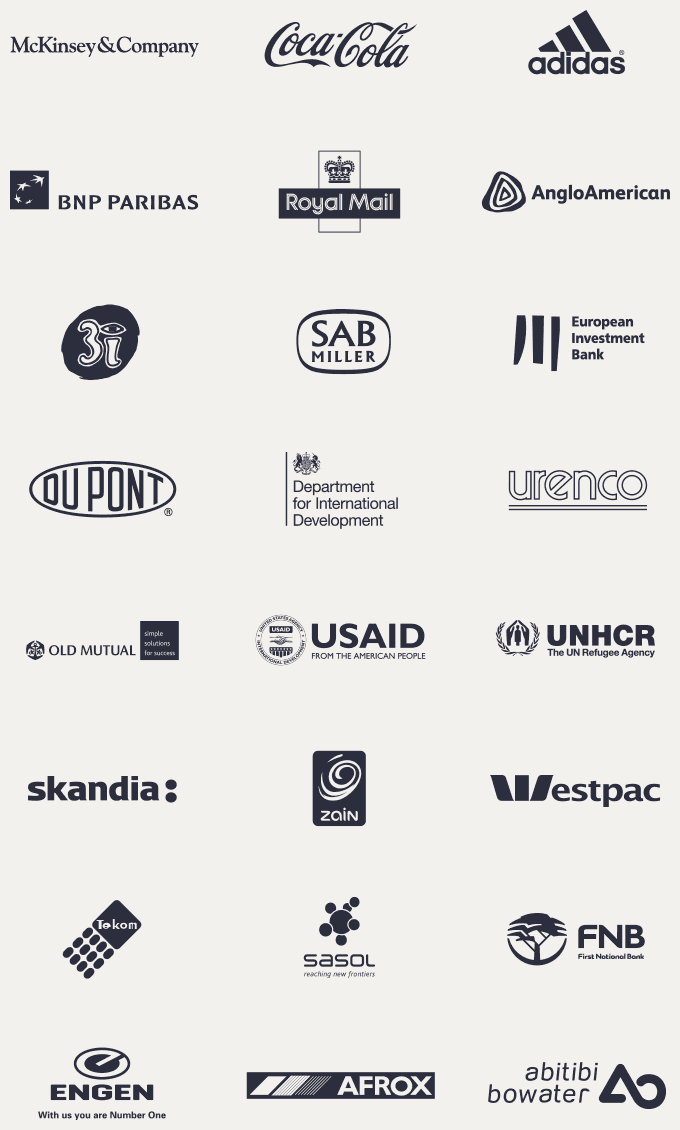 McKinsey&Company
Coca-Cola
adidas ®
BNP PARIBAS
Royal Mail
AngloAmerican
3i
SAB
MILLER
European
Investment
Bank
DU PONT ®
Department
for International
Development
urenco
OLD MUTUAL
simple
solutions
for success
UNITED STATES AGENCY
USAID
INTERNATIONAL DEVELOPMENT
USAID
FROM THE AMERICAN PEOPLE
UNHCR
The UN Refugee Agency
skandia:
zain
Westpac
Telkom
sasol
reaching new frontiers
FNB
First National Bank
ENGEN
With us you are Number One
AFROX
abitibi
bowater